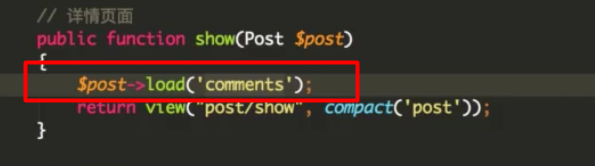 // 详情页面
public function show(Post $post)
{
$post->load('comments');
return view("post/show", compact('post'));
}